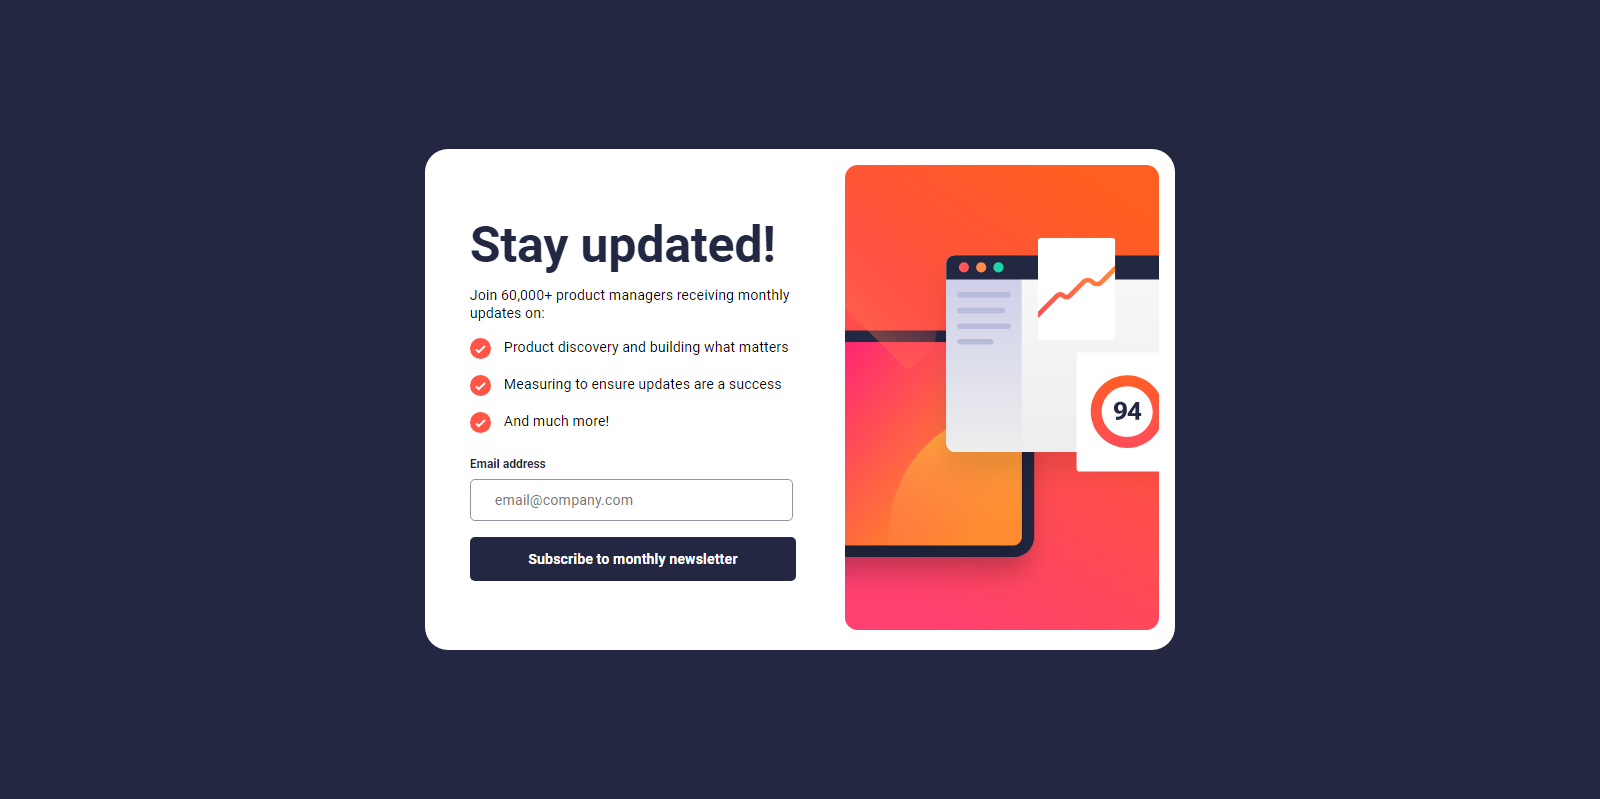 Stay updated!
Join 60,000+ product managers receiving monthly
updates on:
Product discovery and building what matters
Measuring to ensure updates are a success
And much more!
Email address
email@company.com
Subscribe to monthly newsletter
94